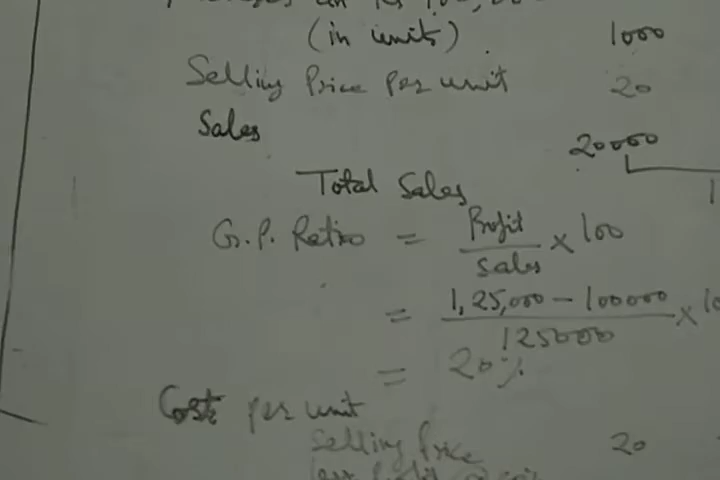 (in units) 1000
Selling Price per unit 20
Sales 20000
Total Sales
G.P. Ratio = Profit / Sales × 100
= 1,25,000 - 100000 / 125000 ×
= 20%
Cost per unit
Selling Price 20